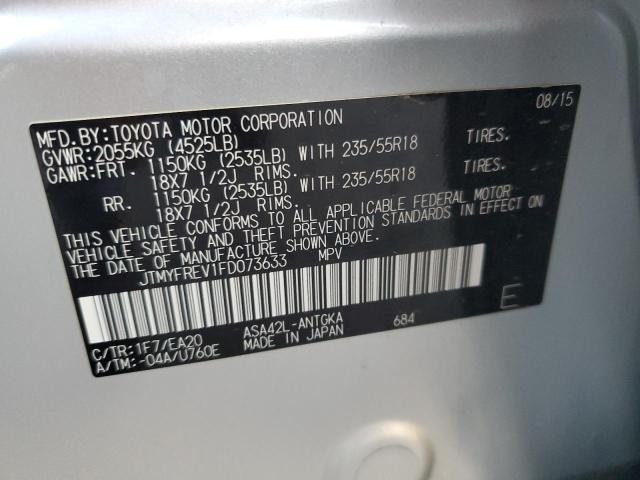 08/15
MFD.BY:TOYOTA MOTOR CORPORATION
GVWR:2055KG (4525LB)
GAWR:FRT. 1150KG (2535LB) WITH 235/55R18 TIRES.
18X7 1/2J RIMS.
RR. 1150KG (2535LB) WITH 235/55R18 TIRES.
18X7 1/2J RIMS.
THIS VEHICLE CONFORMS TO ALL APPLICABLE FEDERAL MOTOR
VEHICLE SAFETY AND THEFT PREVENTION STANDARDS IN EFFECT ON
THE DATE OF MANUFACTURE SHOWN ABOVE.
JTMYFREV1FD073633 MPV
E
C/TR:1F7/EA20 ASA42L-ANTGKA 684
A/TM:-04A/U760E MADE IN JAPAN